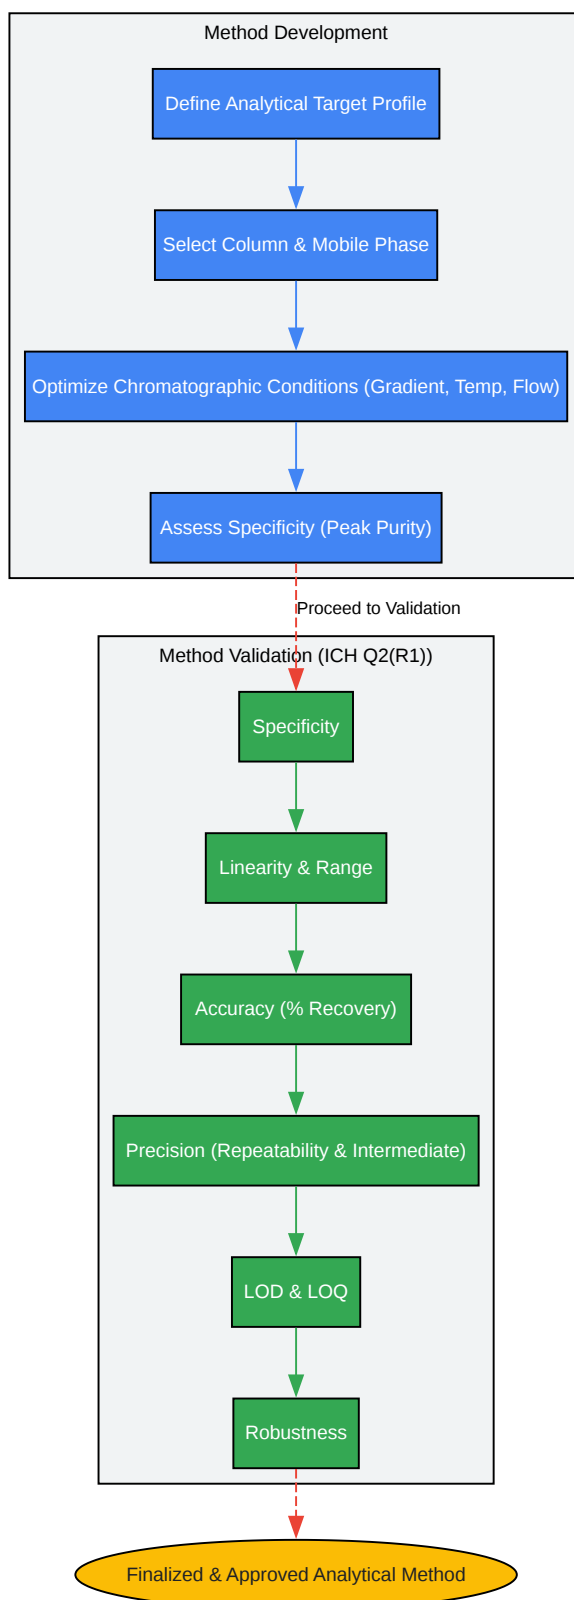 Method Development
Define Analytical Target Profile
Select Column & Mobile Phase
Optimize Chromatographic Conditions (Gradient, Temp, Flow)
Assess Specificity (Peak Purity)
Proceed to Validation
Method Validation (ICH Q2(R1))
Specificity
Linearity & Range
Accuracy (% Recovery)
Precision (Repeatability & Intermediate)
LOD & LOQ
Robustness
Finalized & Approved Analytical Method